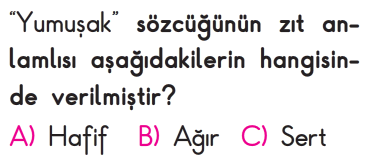 “Yumuşak” sözcüğünün zıt an-
lamlısı aşağıdakilerin hangisin-
de verilmiştir?
A) Hafif B) Ağır C) Sert